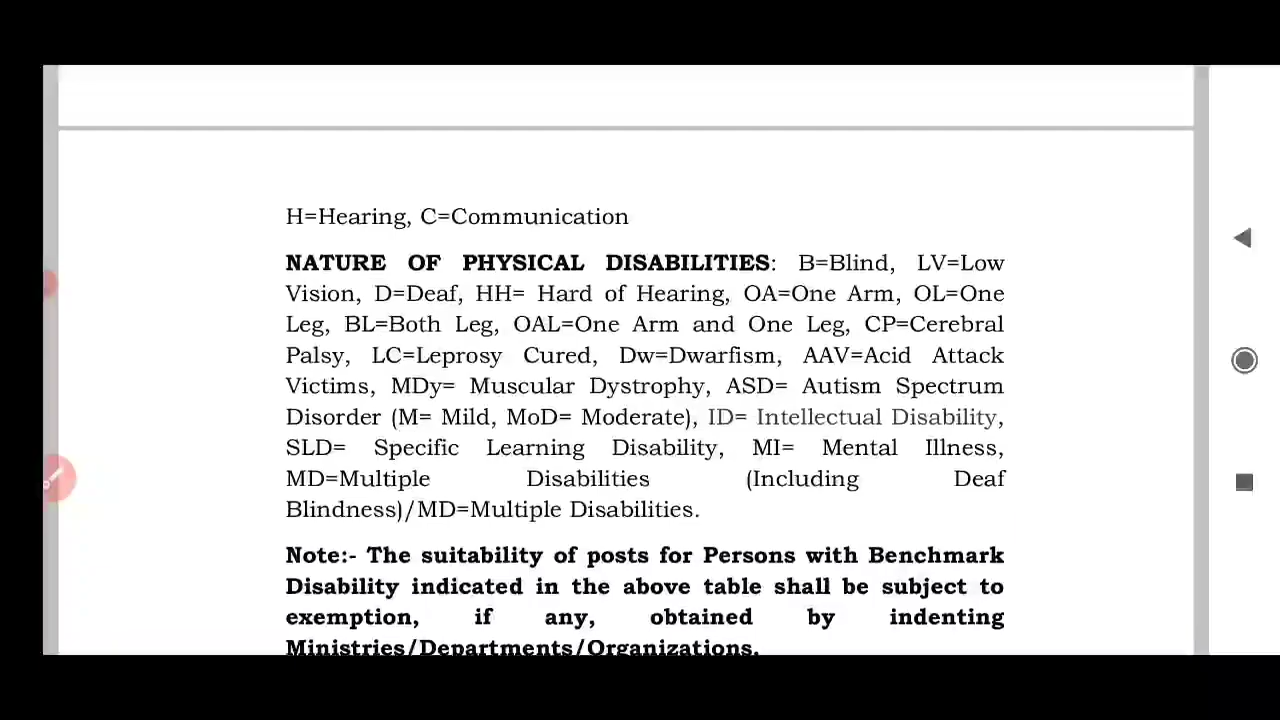 H=Hearing, C=Communication
NATURE OF PHYSICAL DISABILITIES: B=Blind, LV=Low
Vision, D=Deaf, HH= Hard of Hearing, OA=One Arm, OL=One
Leg, BL=Both Leg, OAL=One Arm and One Leg, CP=Cerebral
Palsy, LC=Leprosy Cured, Dw=Dwarfism, AAV=Acid Attack
Victims, MDy= Muscular Dystrophy, ASD= Autism Spectrum
Disorder (M= Mild, MoD= Moderate), ID= Intellectual Disability,
SLD= Specific Learning Disability, MI= Mental Illness,
MD=Multiple Disabilities (Including Deaf
Blindness)/MD=Multiple Disabilities.
Note:- The suitability of posts for Persons with Benchmark
Disability indicated in the above table shall be subject to
exemption, if any, obtained by indenting
Ministries/Departments/Organizations.